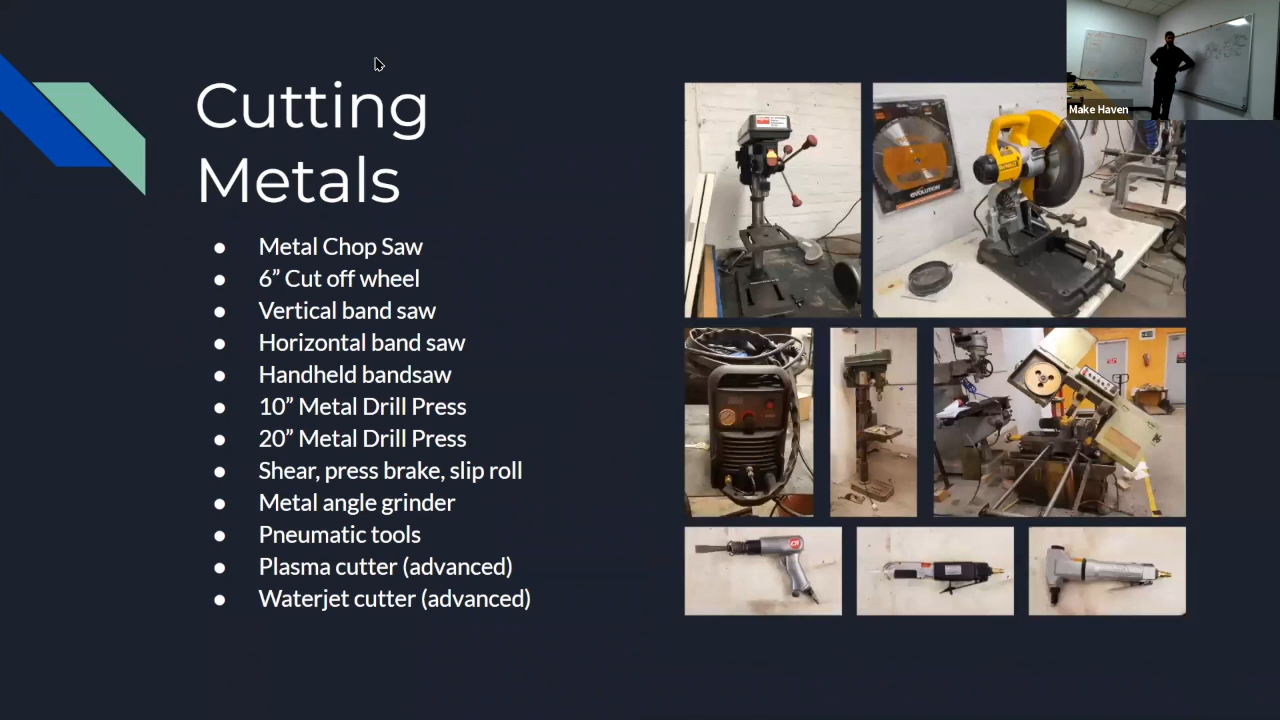 Cutting
Metals
● Metal Chop Saw
● 6” Cut off wheel
● Vertical band saw
● Horizontal band saw
● Handheld bandsaw
● 10” Metal Drill Press
● 20” Metal Drill Press
● Shear, press brake, slip roll
● Metal angle grinder
● Pneumatic tools
● Plasma cutter (advanced)
● Waterjet cutter (advanced)
EVOLUTION
DEWALT
Make Haven